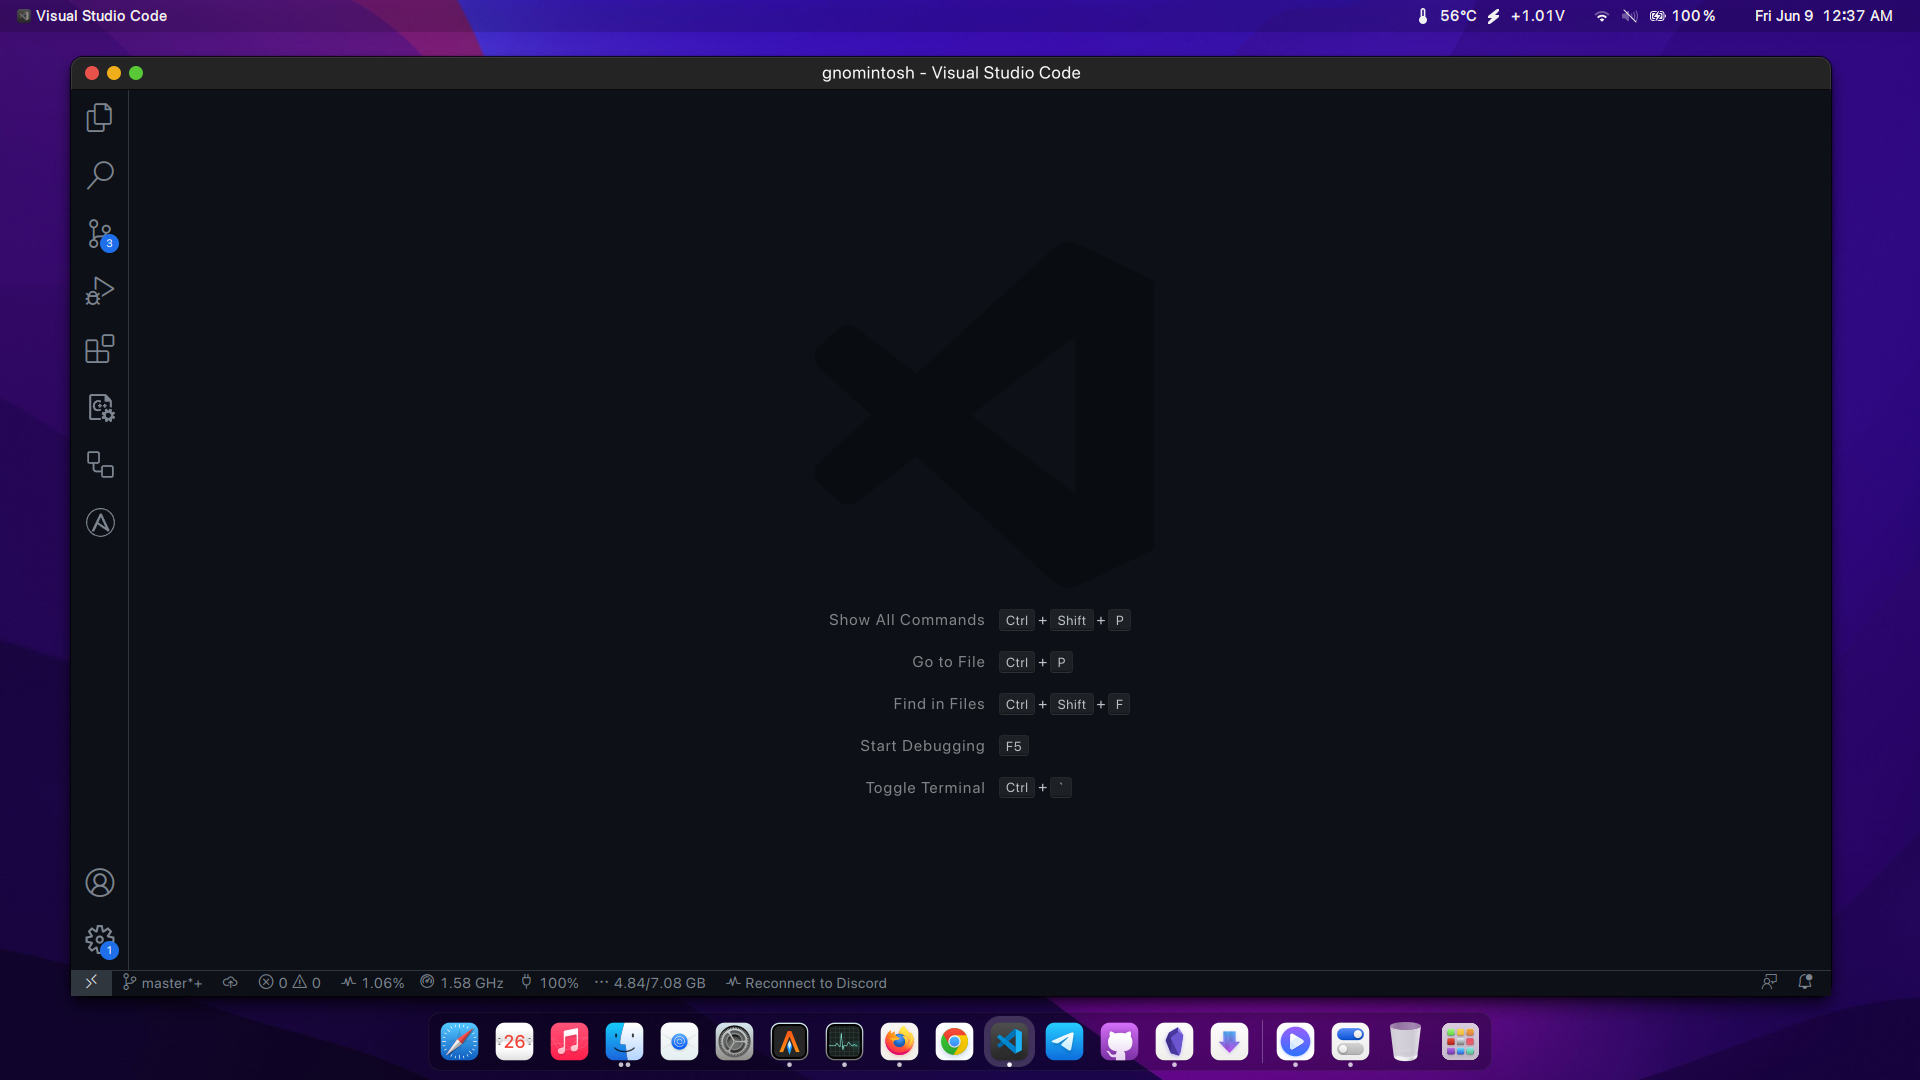 Visual Studio Code
56°C
+1.01V
100%
Fri Jun 9 12:37 AM
gnomintosh - Visual Studio Code
3
C++
Show All Commands Ctrl + Shift + P
Go to File Ctrl + P
Find in Files Ctrl + Shift + F
Start Debugging F5
Toggle Terminal Ctrl + `
1
master*+
0 0
1.06%
1.58 GHz
100%
4.84/7.08 GB
Reconnect to Discord
26